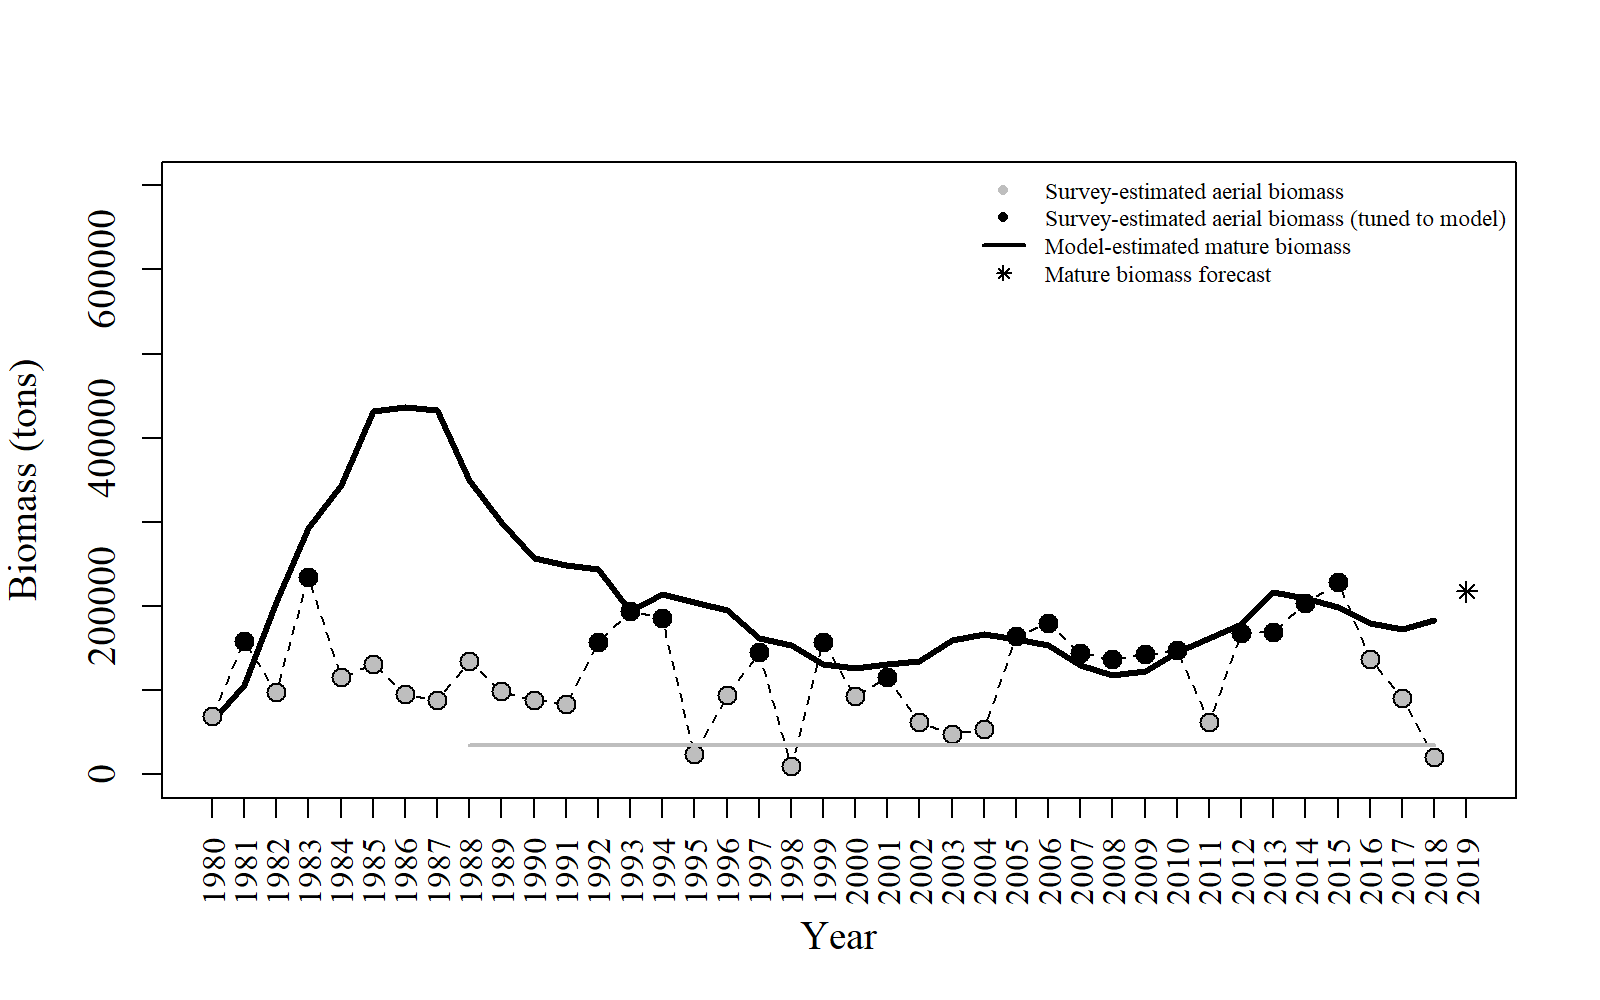 Survey-estimated aerial biomass
Survey-estimated aerial biomass (tuned to model)
Model-estimated mature biomass
Mature biomass forecast
Biomass (tons)
600000
400000
200000
0
1980 1981 1982 1983 1984 1985 1986 1987 1988 1989 1990 1991 1992 1993 1994 1995 1996 1997 1998 1999 2000 2001 2002 2003 2004 2005 2006 2007 2008 2009 2010 2011 2012 2013 2014 2015 2016 2017 2018 2019
Year